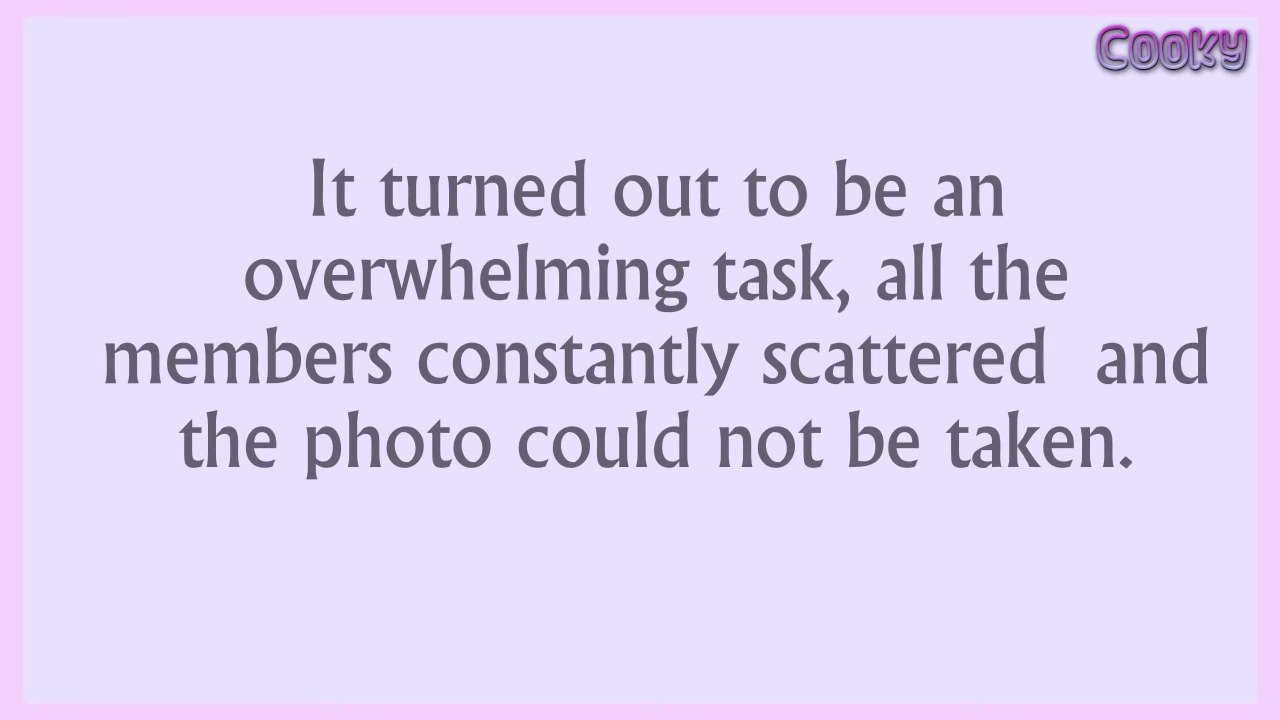 Cooky
It turned out to be an
overwhelming task, all the
members constantly scattered  and
the photo could not be taken.